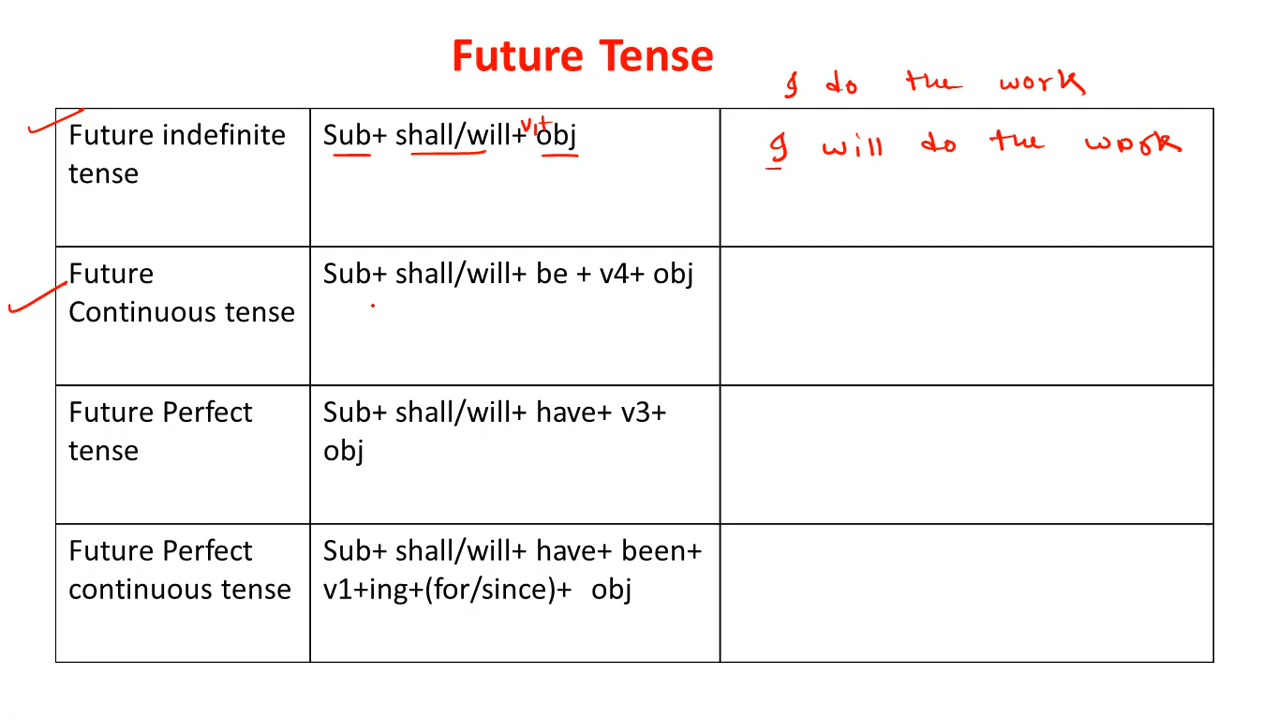 Future Tense
I do the work
Future indefinite
tense
Sub+ shall/will+ v1+ obj
I will do the work
Future
Continuous tense
Sub+ shall/will+ be + v4+ obj
Future Perfect
tense
Sub+ shall/will+ have+ v3+
obj
Future Perfect
continuous tense
Sub+ shall/will+ have+ been+
v1+ing+(for/since)+ obj